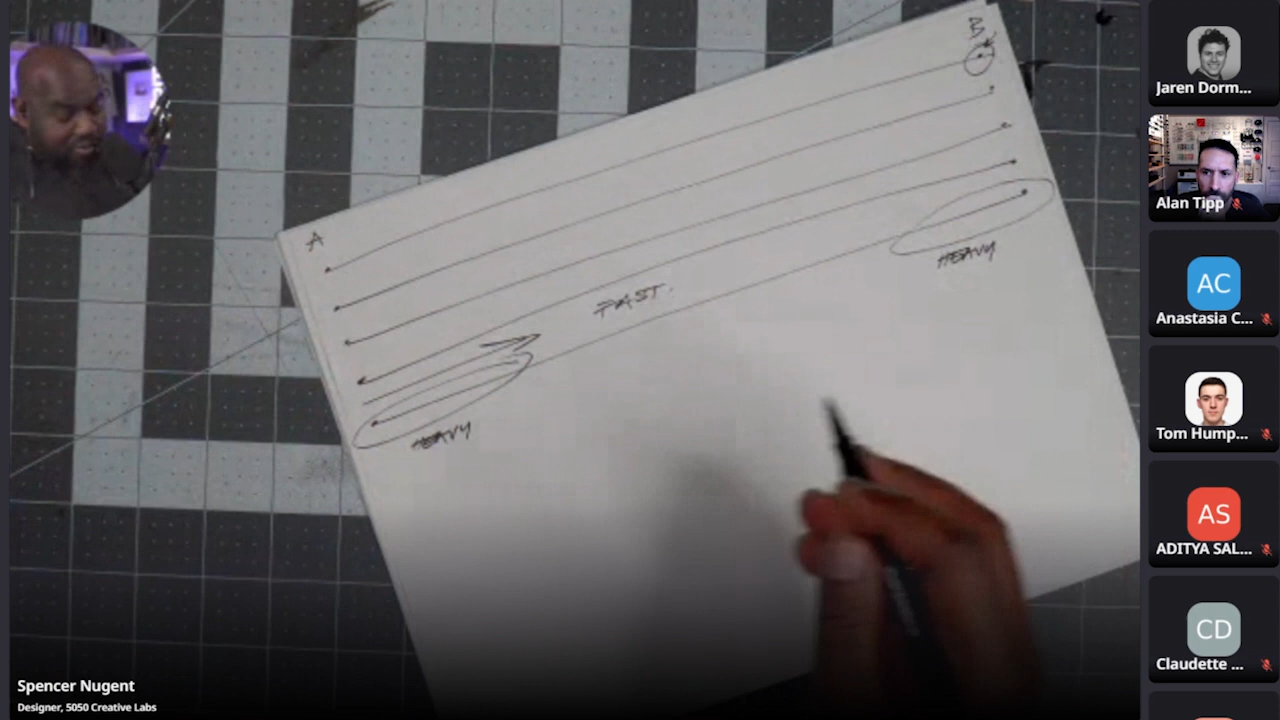 A
B
FAST.
HEAVY
HEAVY
Spencer Nugent
Designer, 5050 Creative Labs
Jaren Dorm...
Alan Tipp
AC
Anastasia C...
Tom Hump...
AS
ADITYA SAL...
CD
Claudette ...